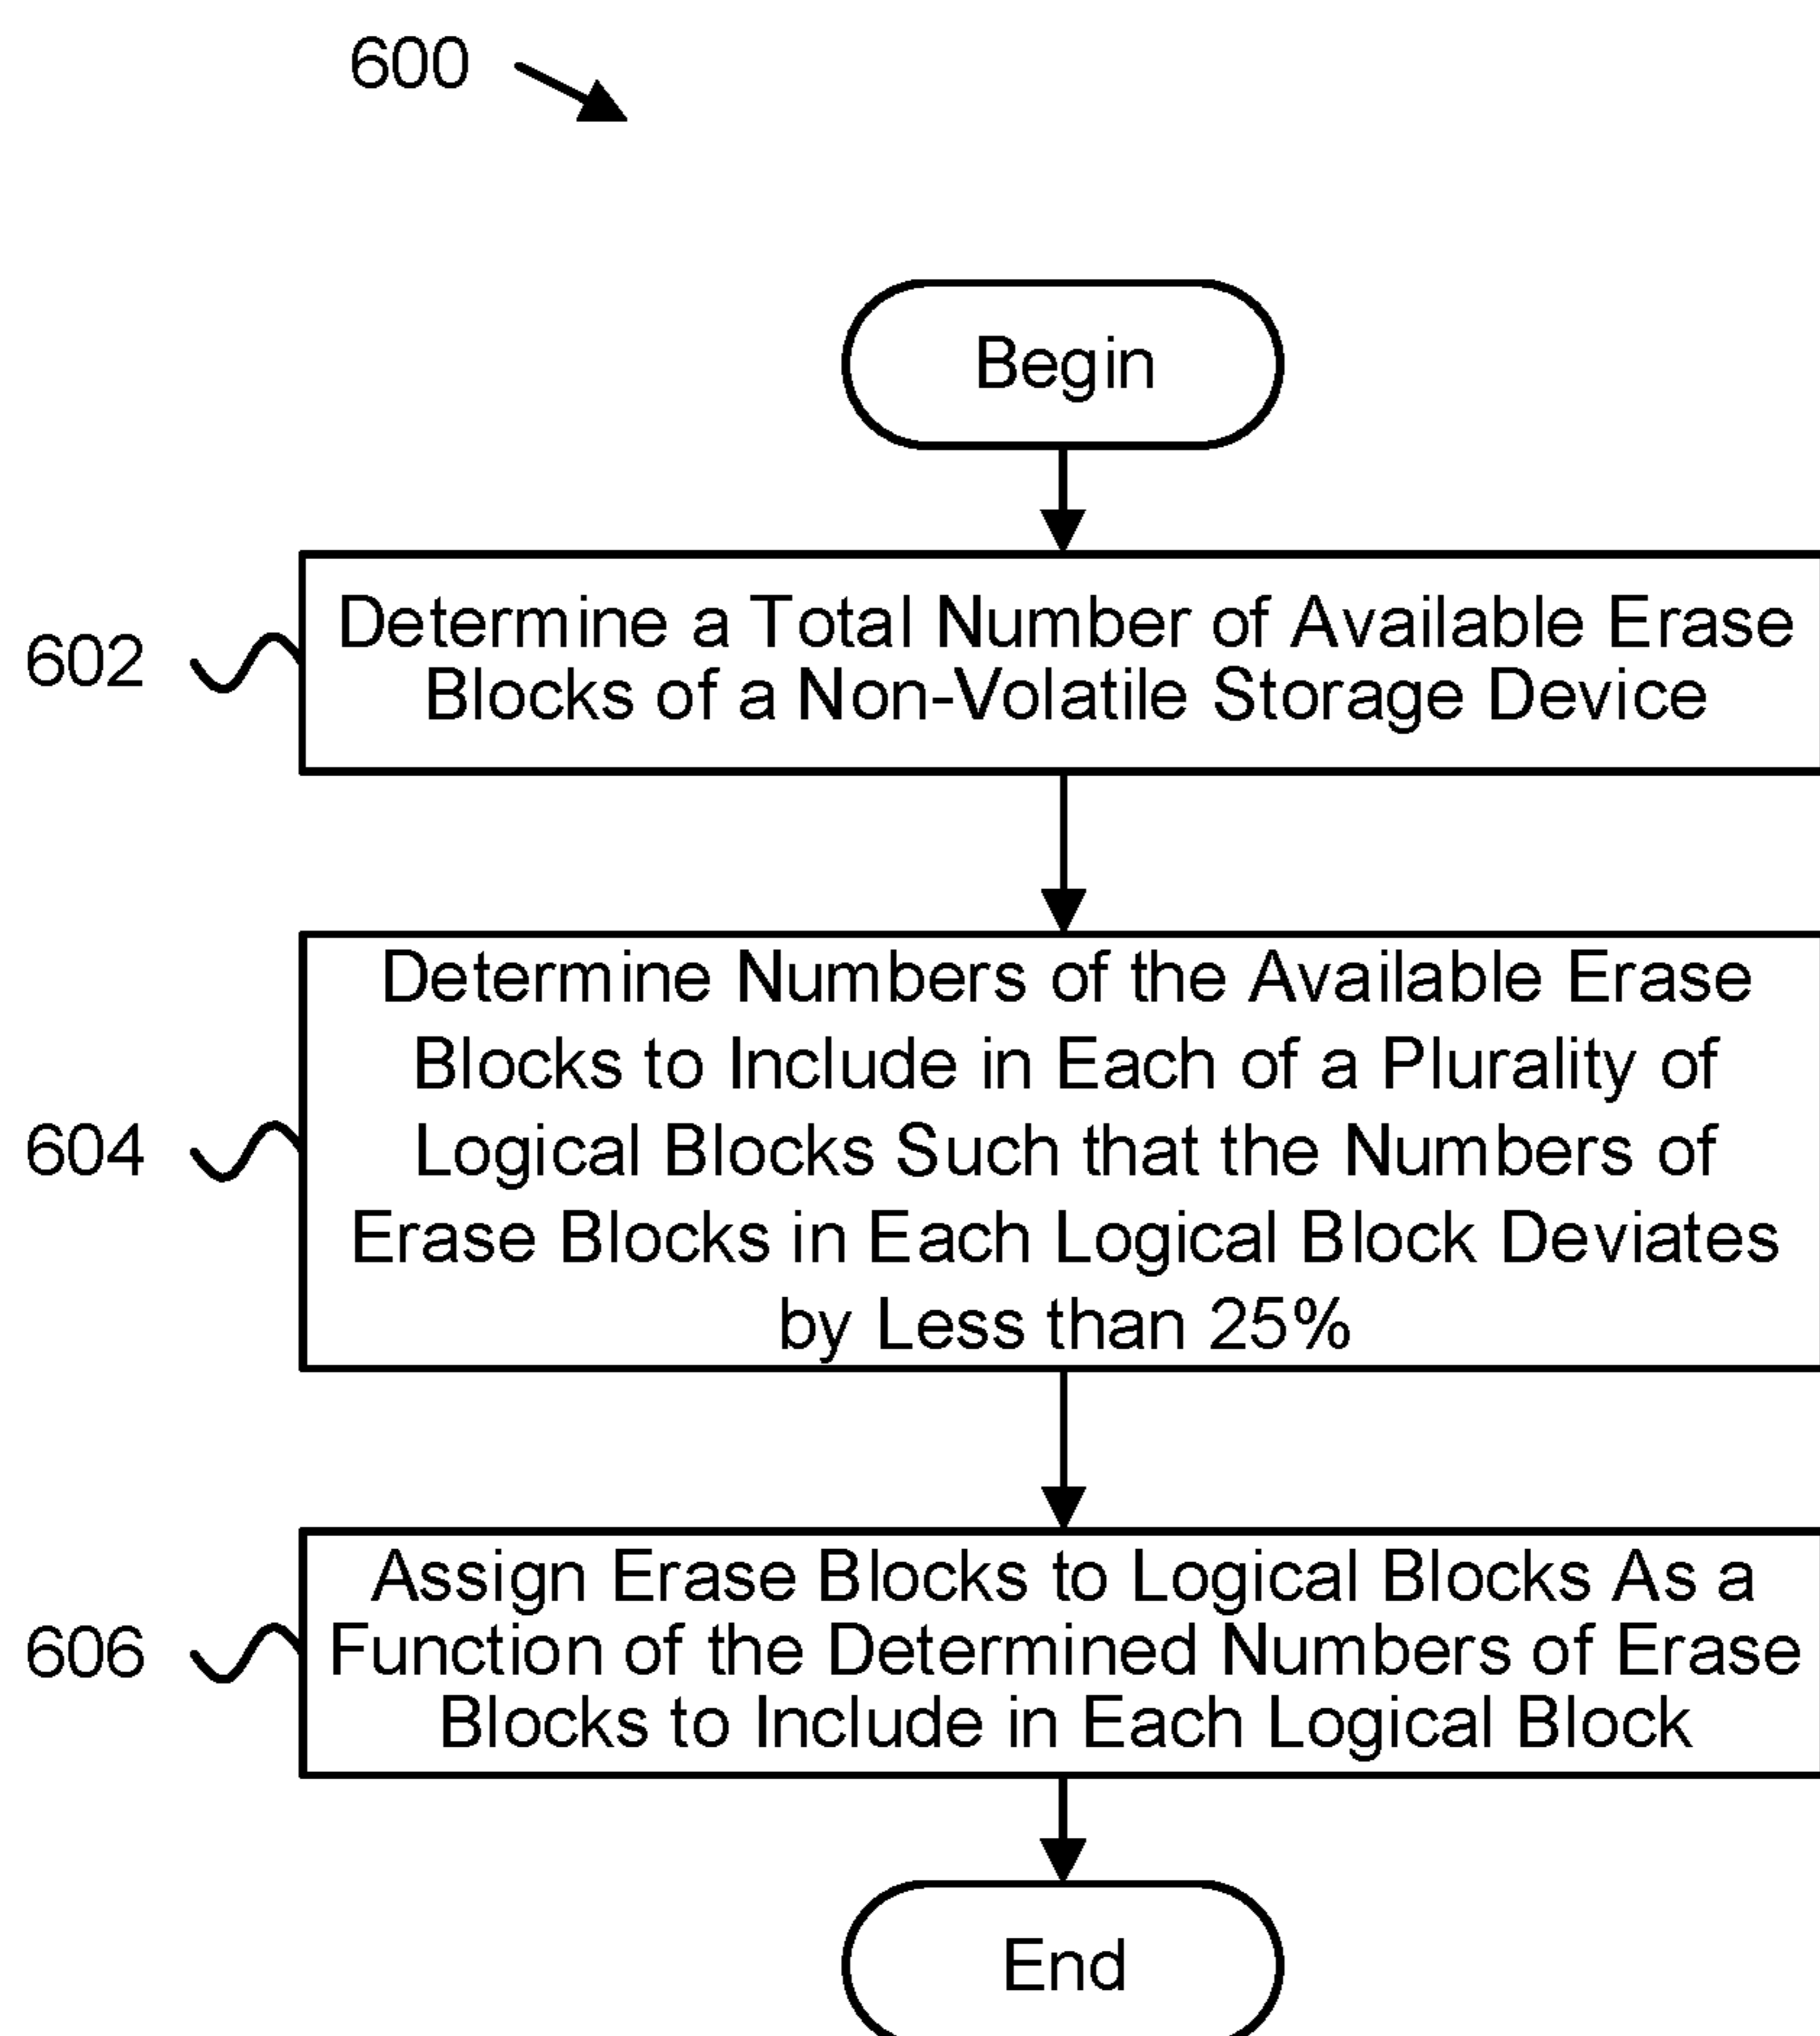 600
Begin
602
Determine a Total Number of Available Erase
Blocks of a Non-Volatile Storage Device
604
Determine Numbers of the Available Erase
Blocks to Include in Each of a Plurality of
Logical Blocks Such that the Numbers of
Erase Blocks in Each Logical Block Deviates
by Less than 25%
606
Assign Erase Blocks to Logical Blocks As a
Function of the Determined Numbers of Erase
Blocks to Include in Each Logical Block
End